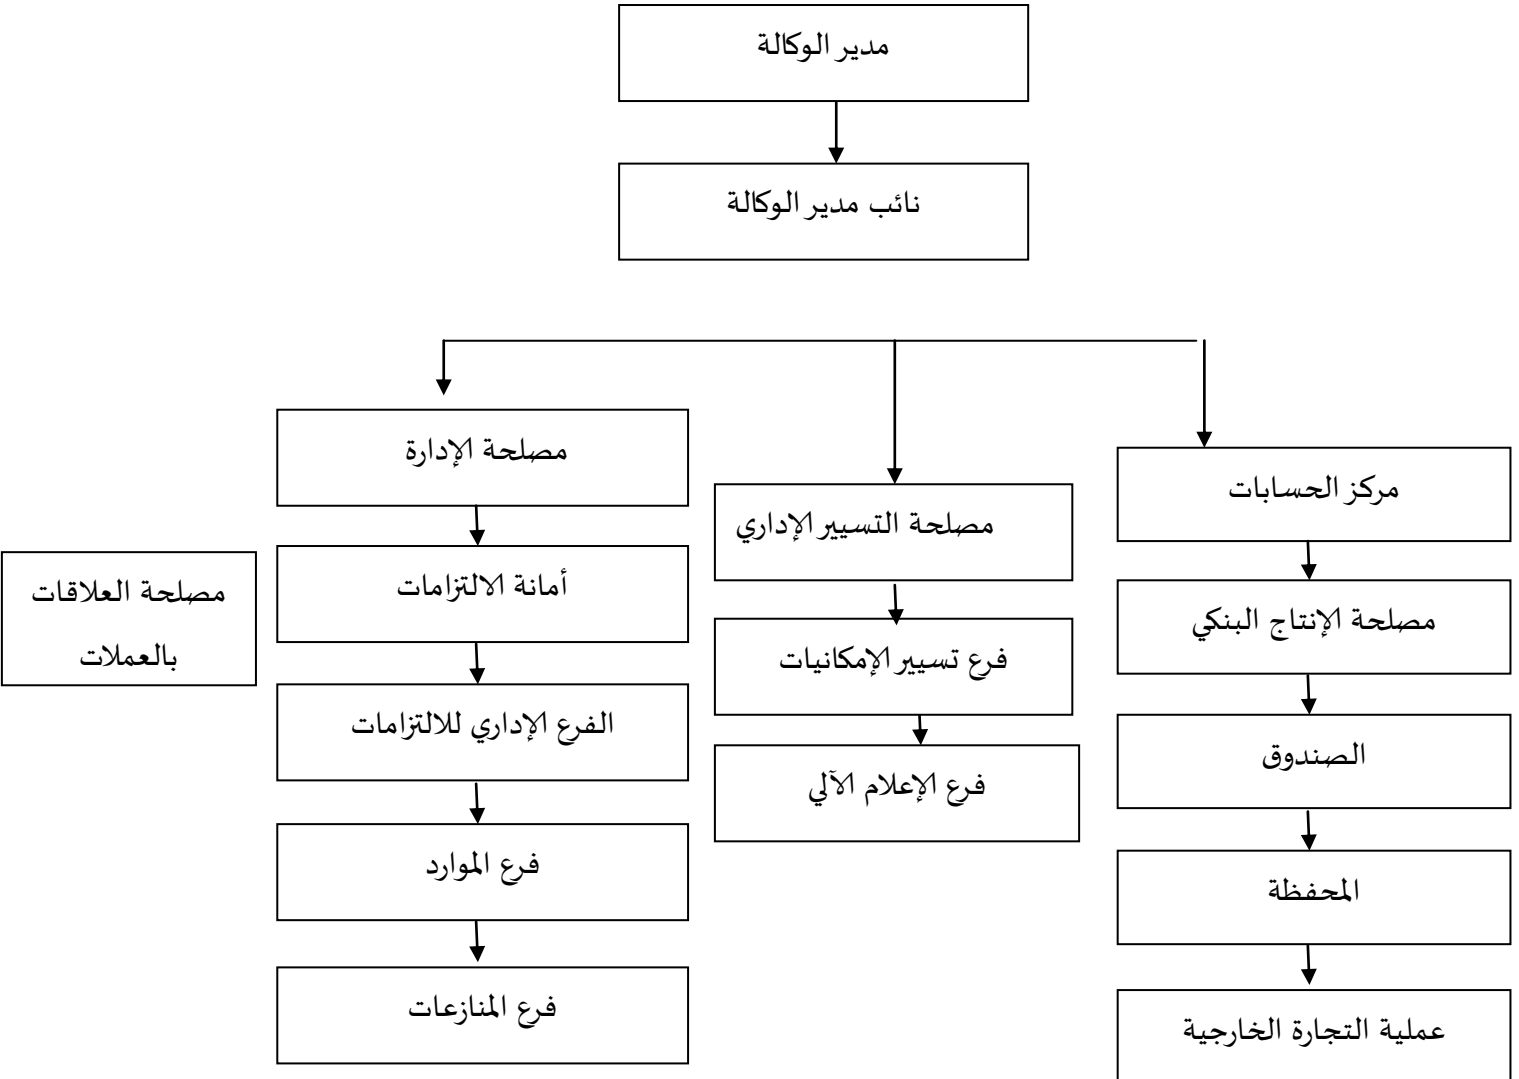 مدير الوكالة
نائب مدير الوكالة
مركز الحسابات
مصلحة الإنتاج البنكي
الصندوق
المحفظة
عملية التجارة الخارجية
مصلحة التسيير الإداري
فرع تسيير الإمكانيات
فرع الإعلام الآلي
مصلحة الإدارة
أمانة الالتزامات
الفرع الإداري للالتزامات
فرع الموارد
فرع المنازعات
مصلحة العلاقات
بالعملات